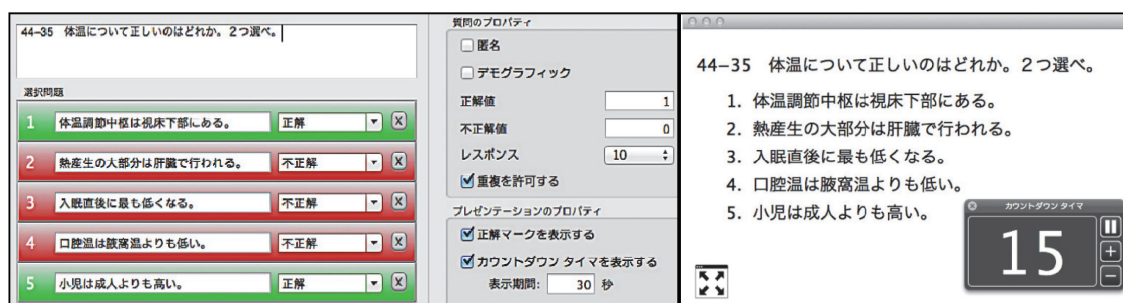 44-35 体温について正しいのはどれか。2つ選べ。
選択問題
1 体温調節中枢は視床下部にある。 正解 X
2 熱産生の大部分は肝臓で行われる。 不正解 X
3 入眠直後に最も低くなる。 不正解 X
4 口腔温は腋窩温よりも低い。 不正解 X
5 小児は成人よりも高い。 正解 X
質問のプロパティ
匿名
デモグラフィック
正解値 1
不正解値 0
レスポンス 10
重複を許可する
プレゼンテーションのプロパティ
正解マークを表示する
カウントダウン タイマを表示する
表示期間: 30 秒
44-35 体温について正しいのはどれか。2つ選べ。
1. 体温調節中枢は視床下部にある。
2. 熱産生の大部分は肝臓で行われる。
3. 入眠直後に最も低くなる。
4. 口腔温は腋窩温よりも低い。
5. 小児は成人よりも高い。
カウントダウン タイマ
15